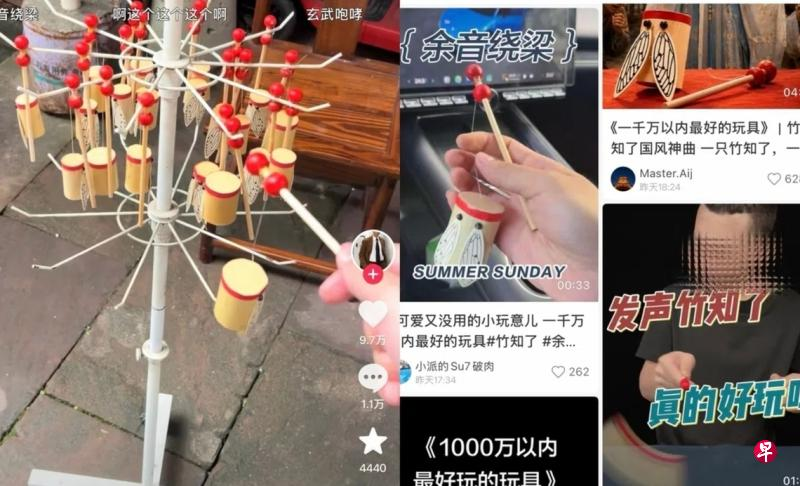 音绕梁
啊这个这个这个啊
玄武咆哮
9.7万
1.1万
4440
{ 余音绕梁 }
SUMMER SUNDAY
00:33
可爱又没用的小玩意儿 一千万
内最好的玩具#竹知了 #余...
小派的Su7破肉
昨天17:34
262
《1000万以内
最好玩的玩具》
04:
《一千万以内最好的玩具》 | 竹
知了国风神曲 一只竹知了，一
Master.Aij
昨天18:24
628
发声竹知了
真的好玩吗
早
01: